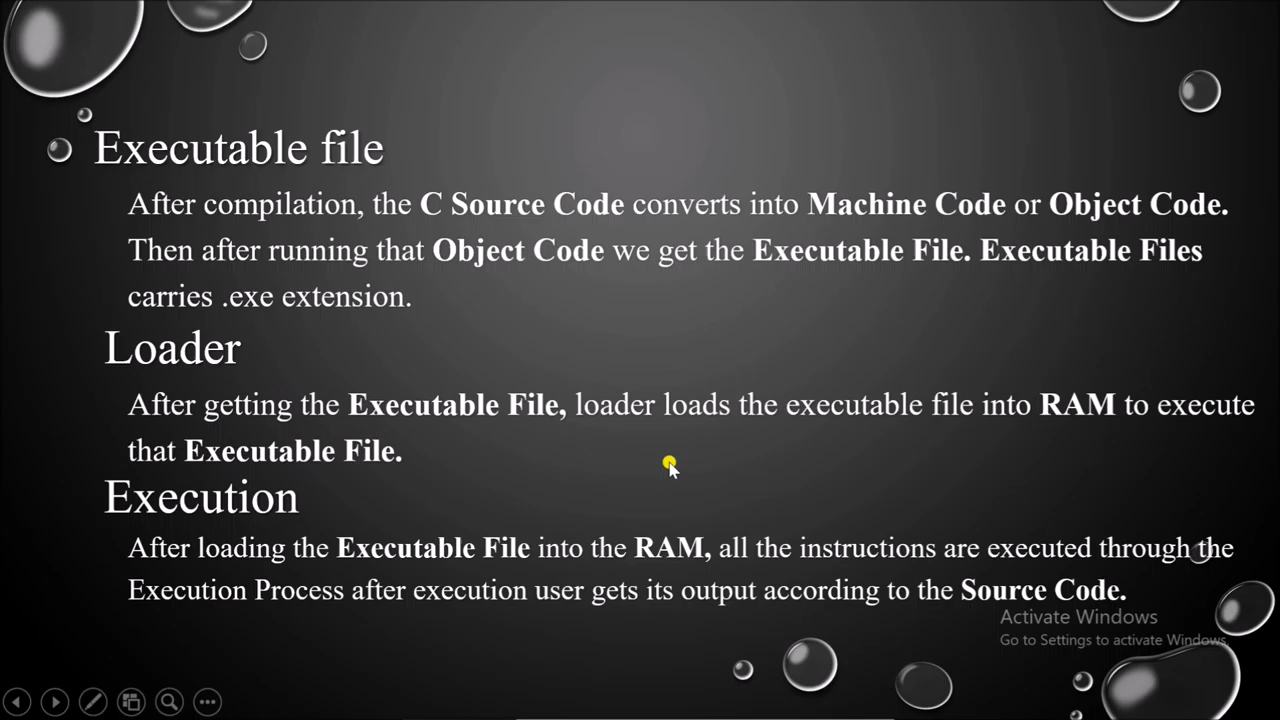 Executable file
After compilation, the C Source Code converts into Machine Code or Object Code.
Then after running that Object Code we get the Executable File. Executable Files
carries .exe extension.
Loader
After getting the Executable File, loader loads the executable file into RAM to execute
that Executable File.
Execution
After loading the Executable File into the RAM, all the instructions are executed through the
Execution Process after execution user gets its output according to the Source Code.
Activate Windows
Go to Settings to activate Windows.